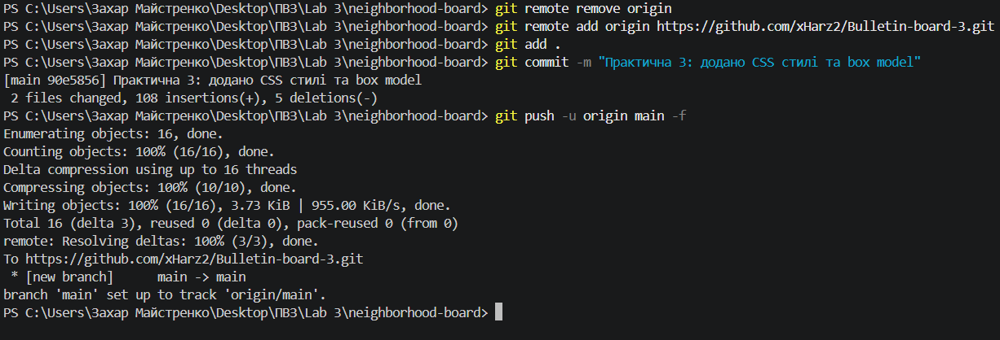 PS C:\Users\Захар Майстренко\Desktop\ПВЗ\Lab 3\neighborhood-board> git remote remove origin
PS C:\Users\Захар Майстренко\Desktop\ПВЗ\Lab 3\neighborhood-board> git remote add origin https://github.com/xHarz2/Bulletin-board-3.git
PS C:\Users\Захар Майстренко\Desktop\ПВЗ\Lab 3\neighborhood-board> git add .
PS C:\Users\Захар Майстренко\Desktop\ПВЗ\Lab 3\neighborhood-board> git commit -m "Практична 3: додано CSS стилі та box model"
[main 90e5856] Практична 3: додано CSS стилі та box model
 2 files changed, 108 insertions(+), 5 deletions(-)
PS C:\Users\Захар Майстренко\Desktop\ПВЗ\Lab 3\neighborhood-board> git push -u origin main -f
Enumerating objects: 16, done.
Counting objects: 100% (16/16), done.
Delta compression using up to 16 threads
Compressing objects: 100% (10/10), done.
Writing objects: 100% (16/16), 3.73 KiB | 955.00 KiB/s, done.
Total 16 (delta 3), reused 0 (delta 0), pack-reused 0 (from 0)
remote: Resolving deltas: 100% (3/3), done.
To https://github.com/xHarz2/Bulletin-board-3.git
 * [new branch]      main -> main
branch 'main' set up to track 'origin/main'.
PS C:\Users\Захар Майстренко\Desktop\ПВЗ\Lab 3\neighborhood-board>